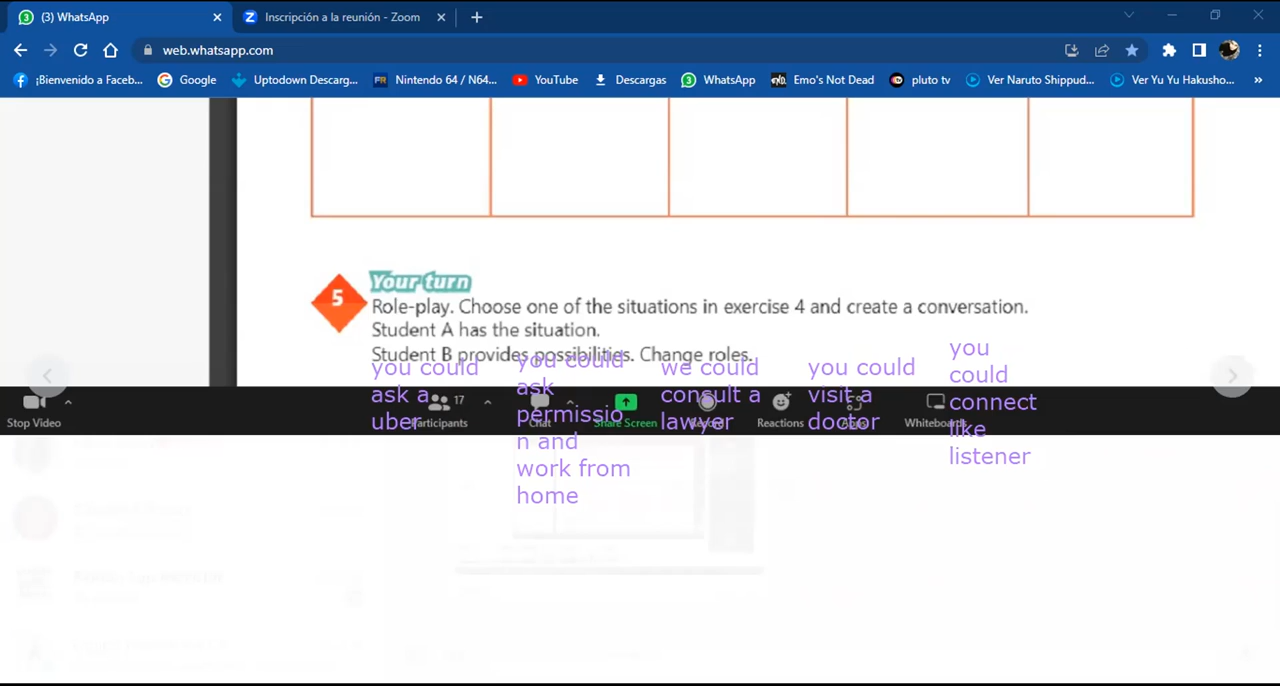 (3) WhatsApp
Inscripción a la reunión - Zoom
web.whatsapp.com
¡Bienvenido a Faceb...
Google
Uptodown Descarg...
Nintendo 64 / N64...
YouTube
Descargas
WhatsApp
Emo's Not Dead
pluto tv
Ver Naruto Shippud...
Ver Yu Yu Hakusho...
»
5
Your turn
Role-play. Choose one of the situations in exercise 4 and create a conversation.
Student A has the situation.
Student B provides possibilities. Change roles.
you could
ask a
uber
you could
ask
permissio
n and
work from
home
we could
consult a
lawyer
you could
visit a
doctor
you
could
connect
like
listener
Stop Video
17
Participants
Chat
Share Screen
Record
Reactions
Apps
Whiteboards